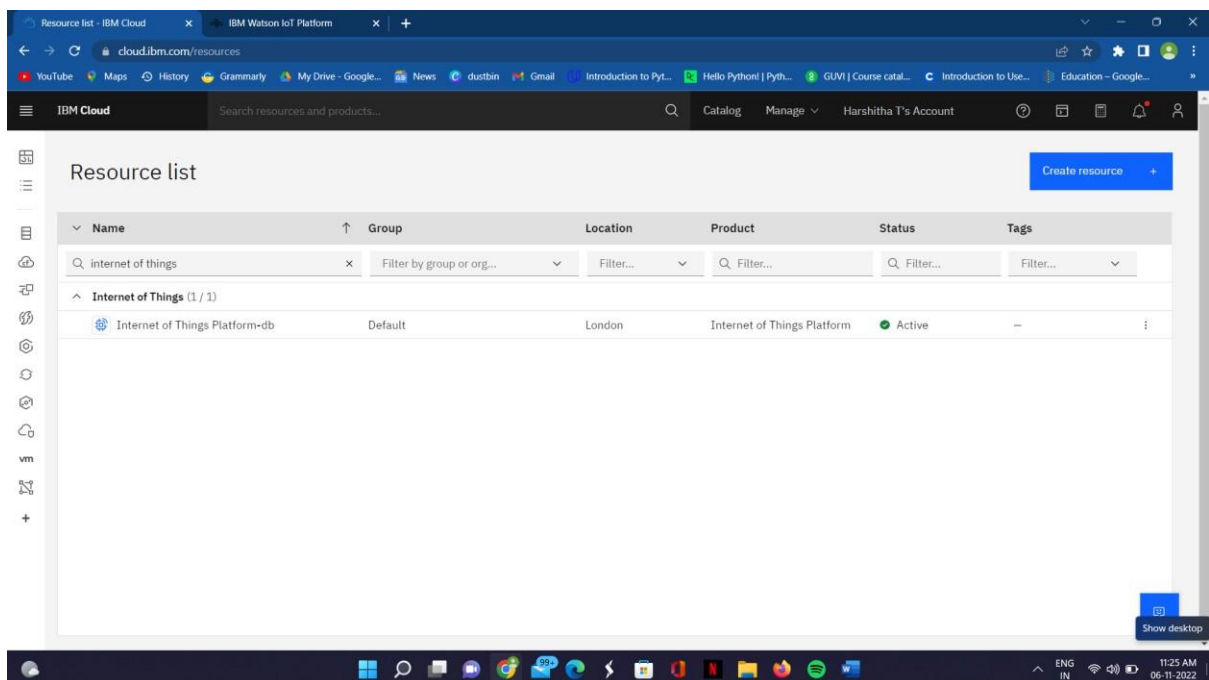 Resource list - IBM Cloud × IBM Watson IoT Platform × +
cloud.ibm.com/resources
YouTube Maps History Grammarly My Drive - Google... News dustbin Gmail Introduction to Pyt... Hello Python! | Pyth... GUVI | Course catal... Introduction to Use... Education – Google... »
IBM Cloud Search resources and products... Catalog Manage Harshitha T's Account
Resource list
Create resource +
Name Group Location Product Status Tags
internet of things × Filter by group or org... Filter... Filter... Filter... Filter...
Internet of Things (1 / 1)
Internet of Things Platform-db Default London Internet of Things Platform Active –
vm
+
Show desktop
99+
ENG 11:25 AM
IN 06-11-2022